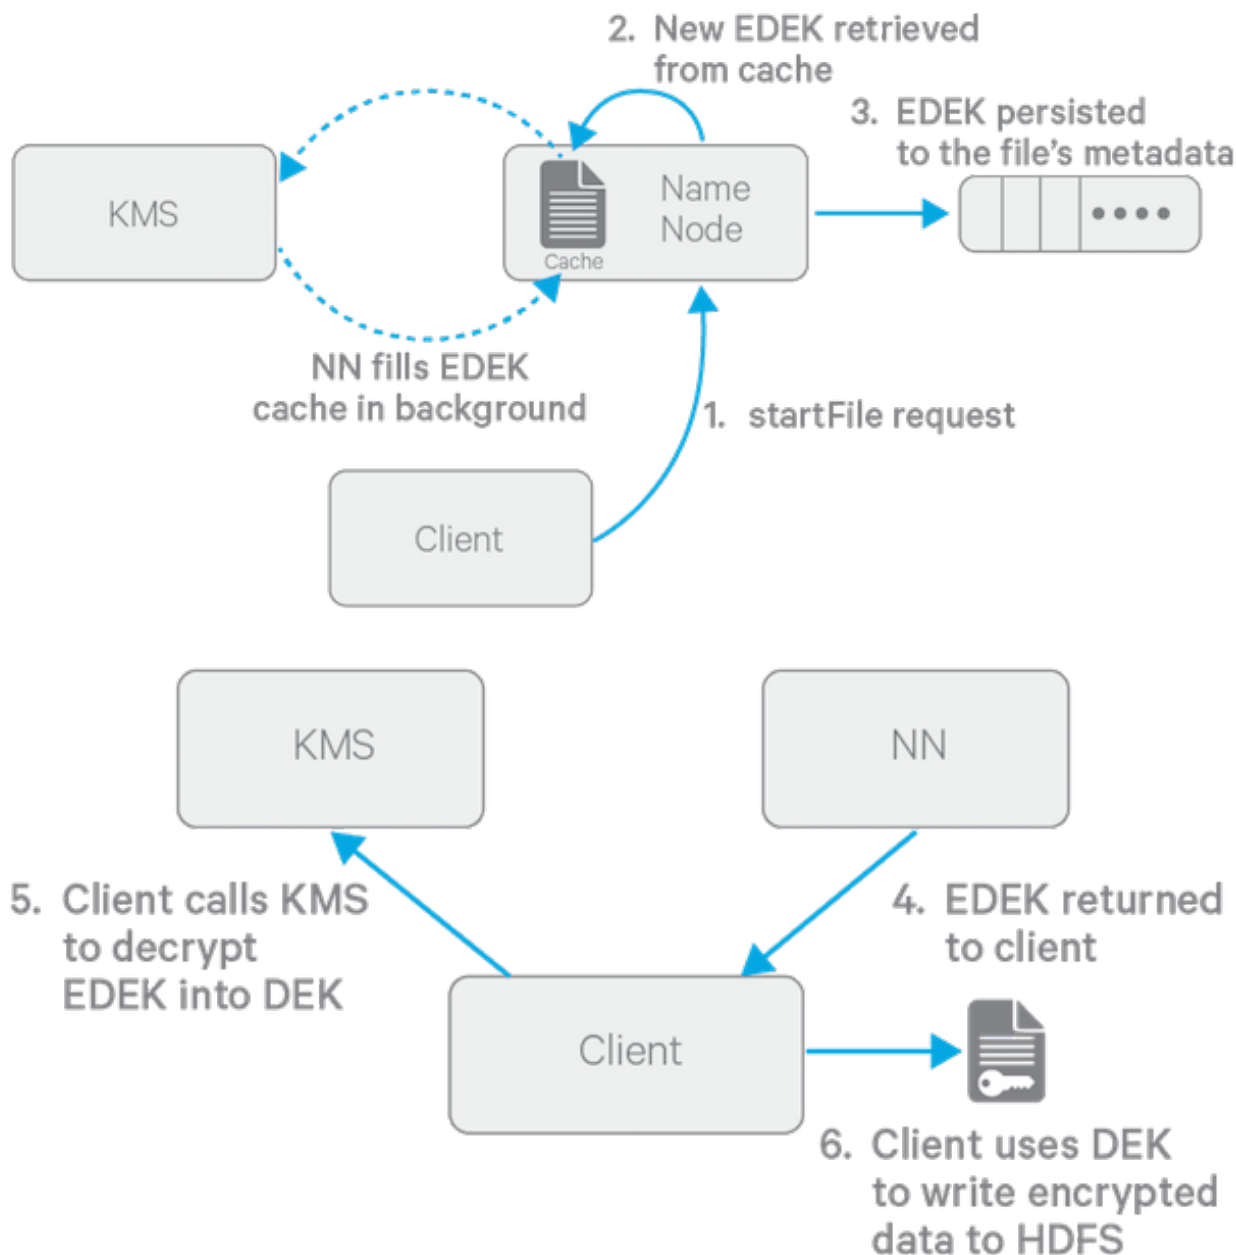 2. New EDEK retrieved
from cache
3. EDEK persisted
to the file's metadata
KMS
Name
Node
Cache
NN fills EDEK
cache in background
1. startFile request
Client
KMS
NN
5. Client calls KMS
to decrypt
EDEK into DEK
4. EDEK returned
to client
Client
6. Client uses DEK
to write encrypted
data to HDFS